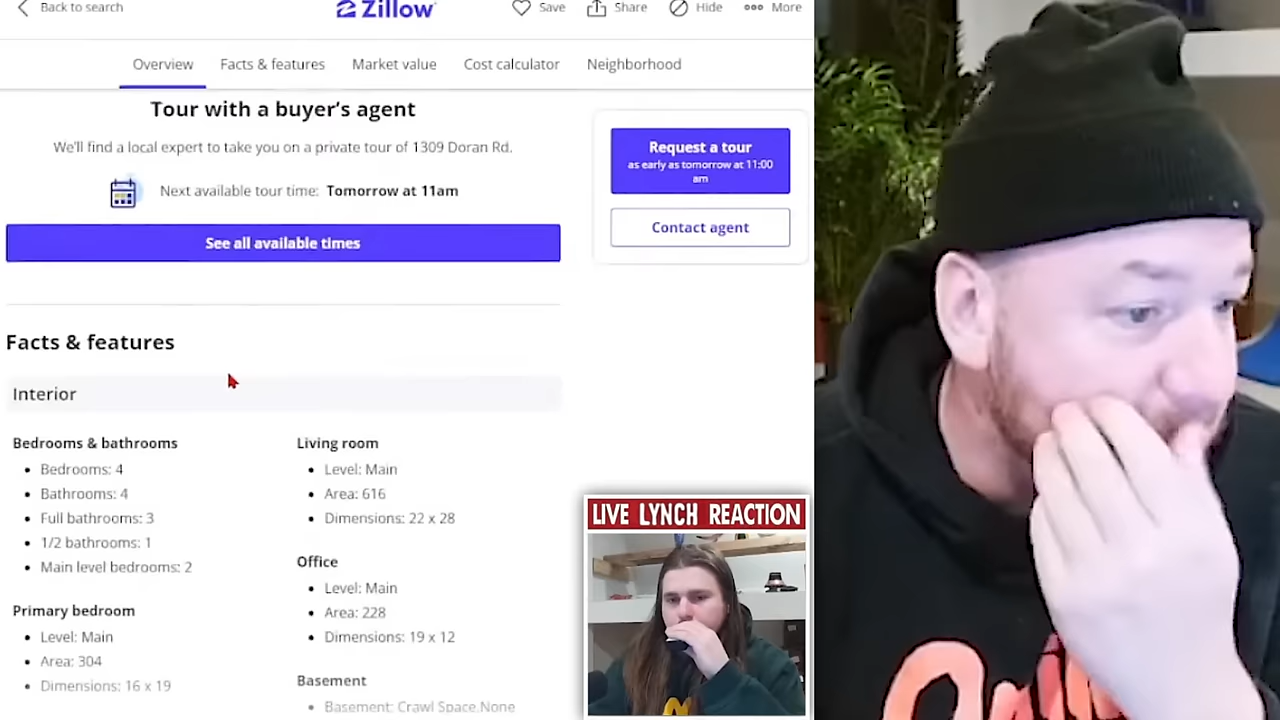 Back to search
Zillow
Save
Share
Hide
More
Overview
Facts & features
Market value
Cost calculator
Neighborhood
Tour with a buyer's agent
We'll find a local expert to take you on a private tour of 1309 Doran Rd.
Next available tour time: Tomorrow at 11am
See all available times
Request a tour
as early as tomorrow at 11:00
am
Contact agent
Facts & features
Interior
Bedrooms & bathrooms
Bedrooms: 4
Bathrooms: 4
Full bathrooms: 3
1/2 bathrooms: 1
Main level bedrooms: 2
Primary bedroom
Level: Main
Area: 304
Dimensions: 16 x 19
Living room
Level: Main
Area: 616
Dimensions: 22 x 28
Office
Level: Main
Area: 228
Dimensions: 19 x 12
Basement
Basement: Crawl Space,None
LIVE LYNCH REACTION